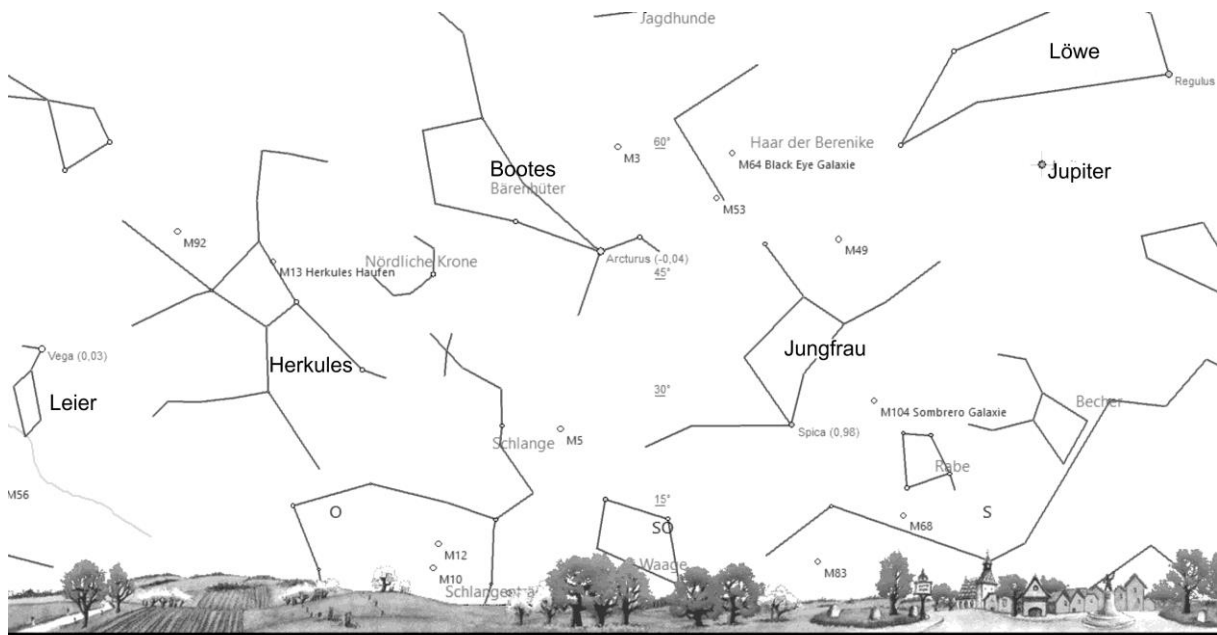 Jagdhunde
Löwe
Regulus
60°
M3
Haar der Berenike
M64 Black Eye Galaxie
Jupiter
Bootes
Bärenhüter
M53
M92
M49
Nördliche Krone
M13 Herkules Haufen
Arcturus (-0,04)
45°
Vega (0,03)
Herkules
Jungfrau
Leier
30°
M104 Sombrero Galaxie
Becher
Schlange
M5
Spica (0,98)
Rabe
M56
15°
O
SO
S
M68
M12
Waage
M10
M83